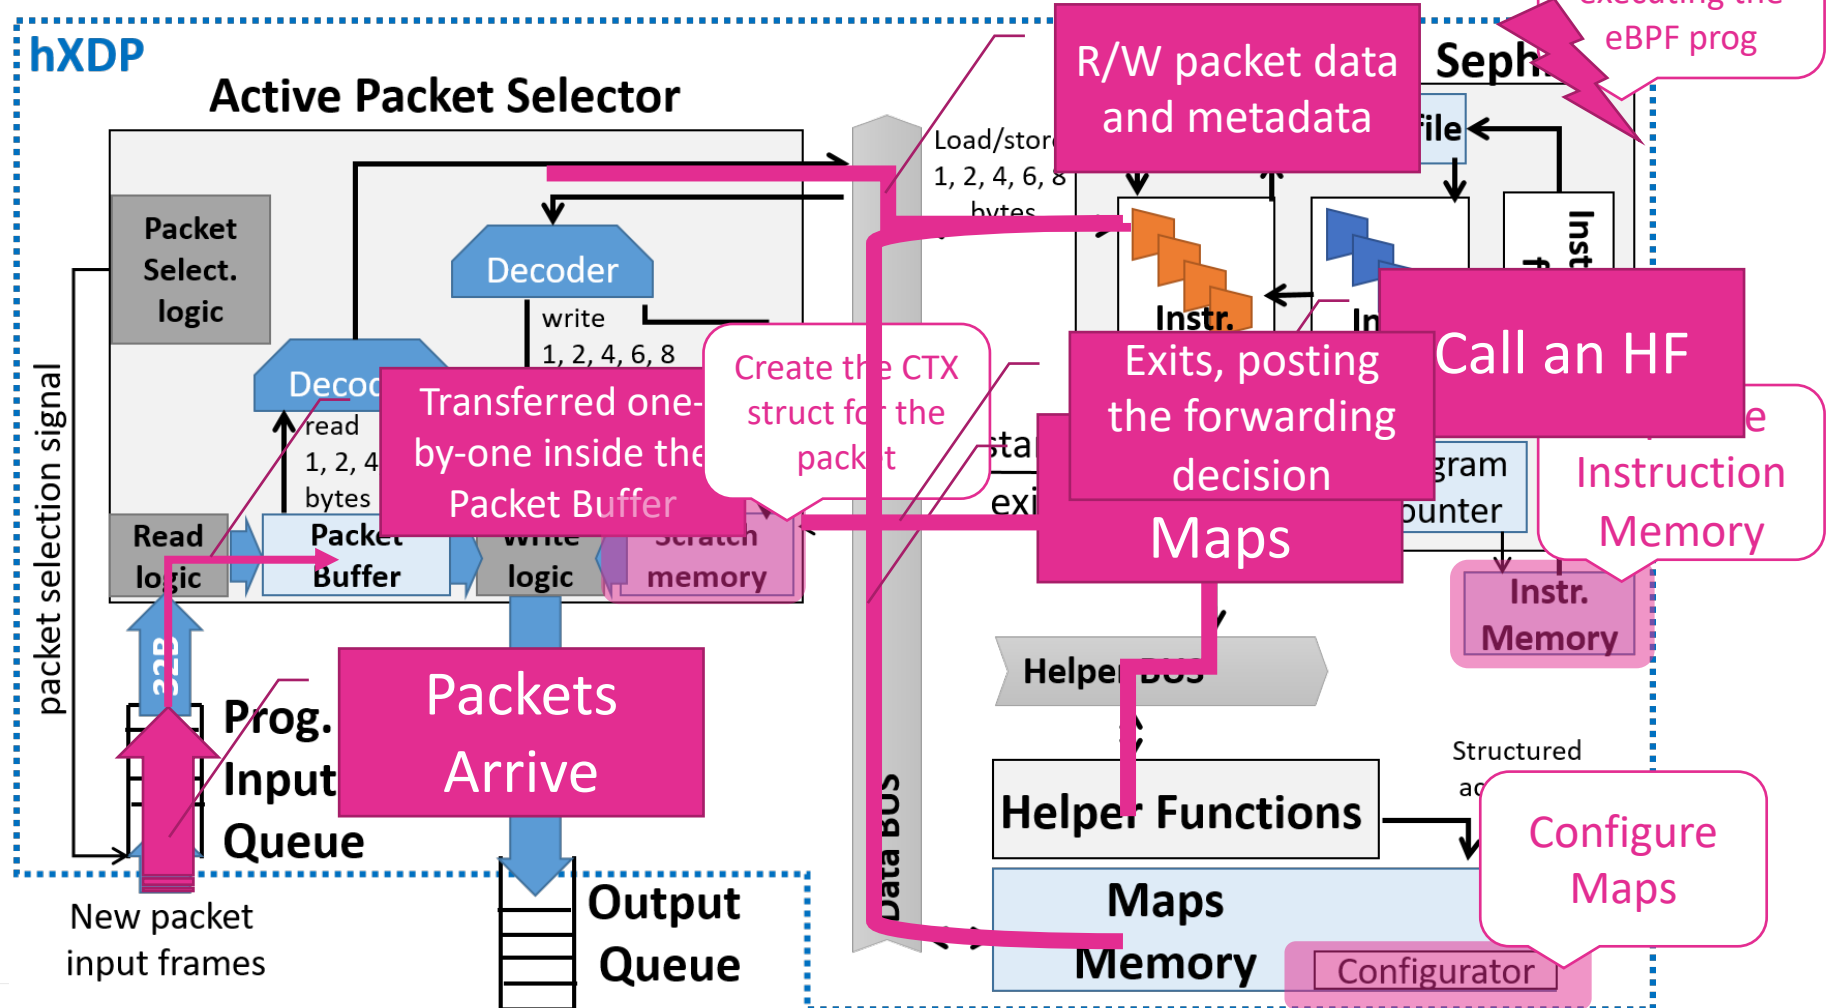 hXDP
Active Packet Selector
executing the
eBPF prog
R/W packet data
and metadata
Load/store
1, 2, 4, 6, 8
bytes
Packet
Select.
logic
Decoder
write
1, 2, 4, 6, 8
Instr.
packet selection signal
read
1, 2, 4
bytes
Transferred one-
by-one inside the
Packet Buffer
Create the CTX
struct for the
packet
Exits, posting
the forwarding
decision
Call an HF
Maps
Instruction
Memory
Read
logic
Packet
Buffer
Write
logic
Scratch
memory
Instr.
Memory
32B
Packets
Arrive
Prog.
Input
Queue
Helper BUS
Helper Functions
Structured
Data BUS
Configure
Maps
Maps
Memory
Configurator
New packet
input frames
Output
Queue